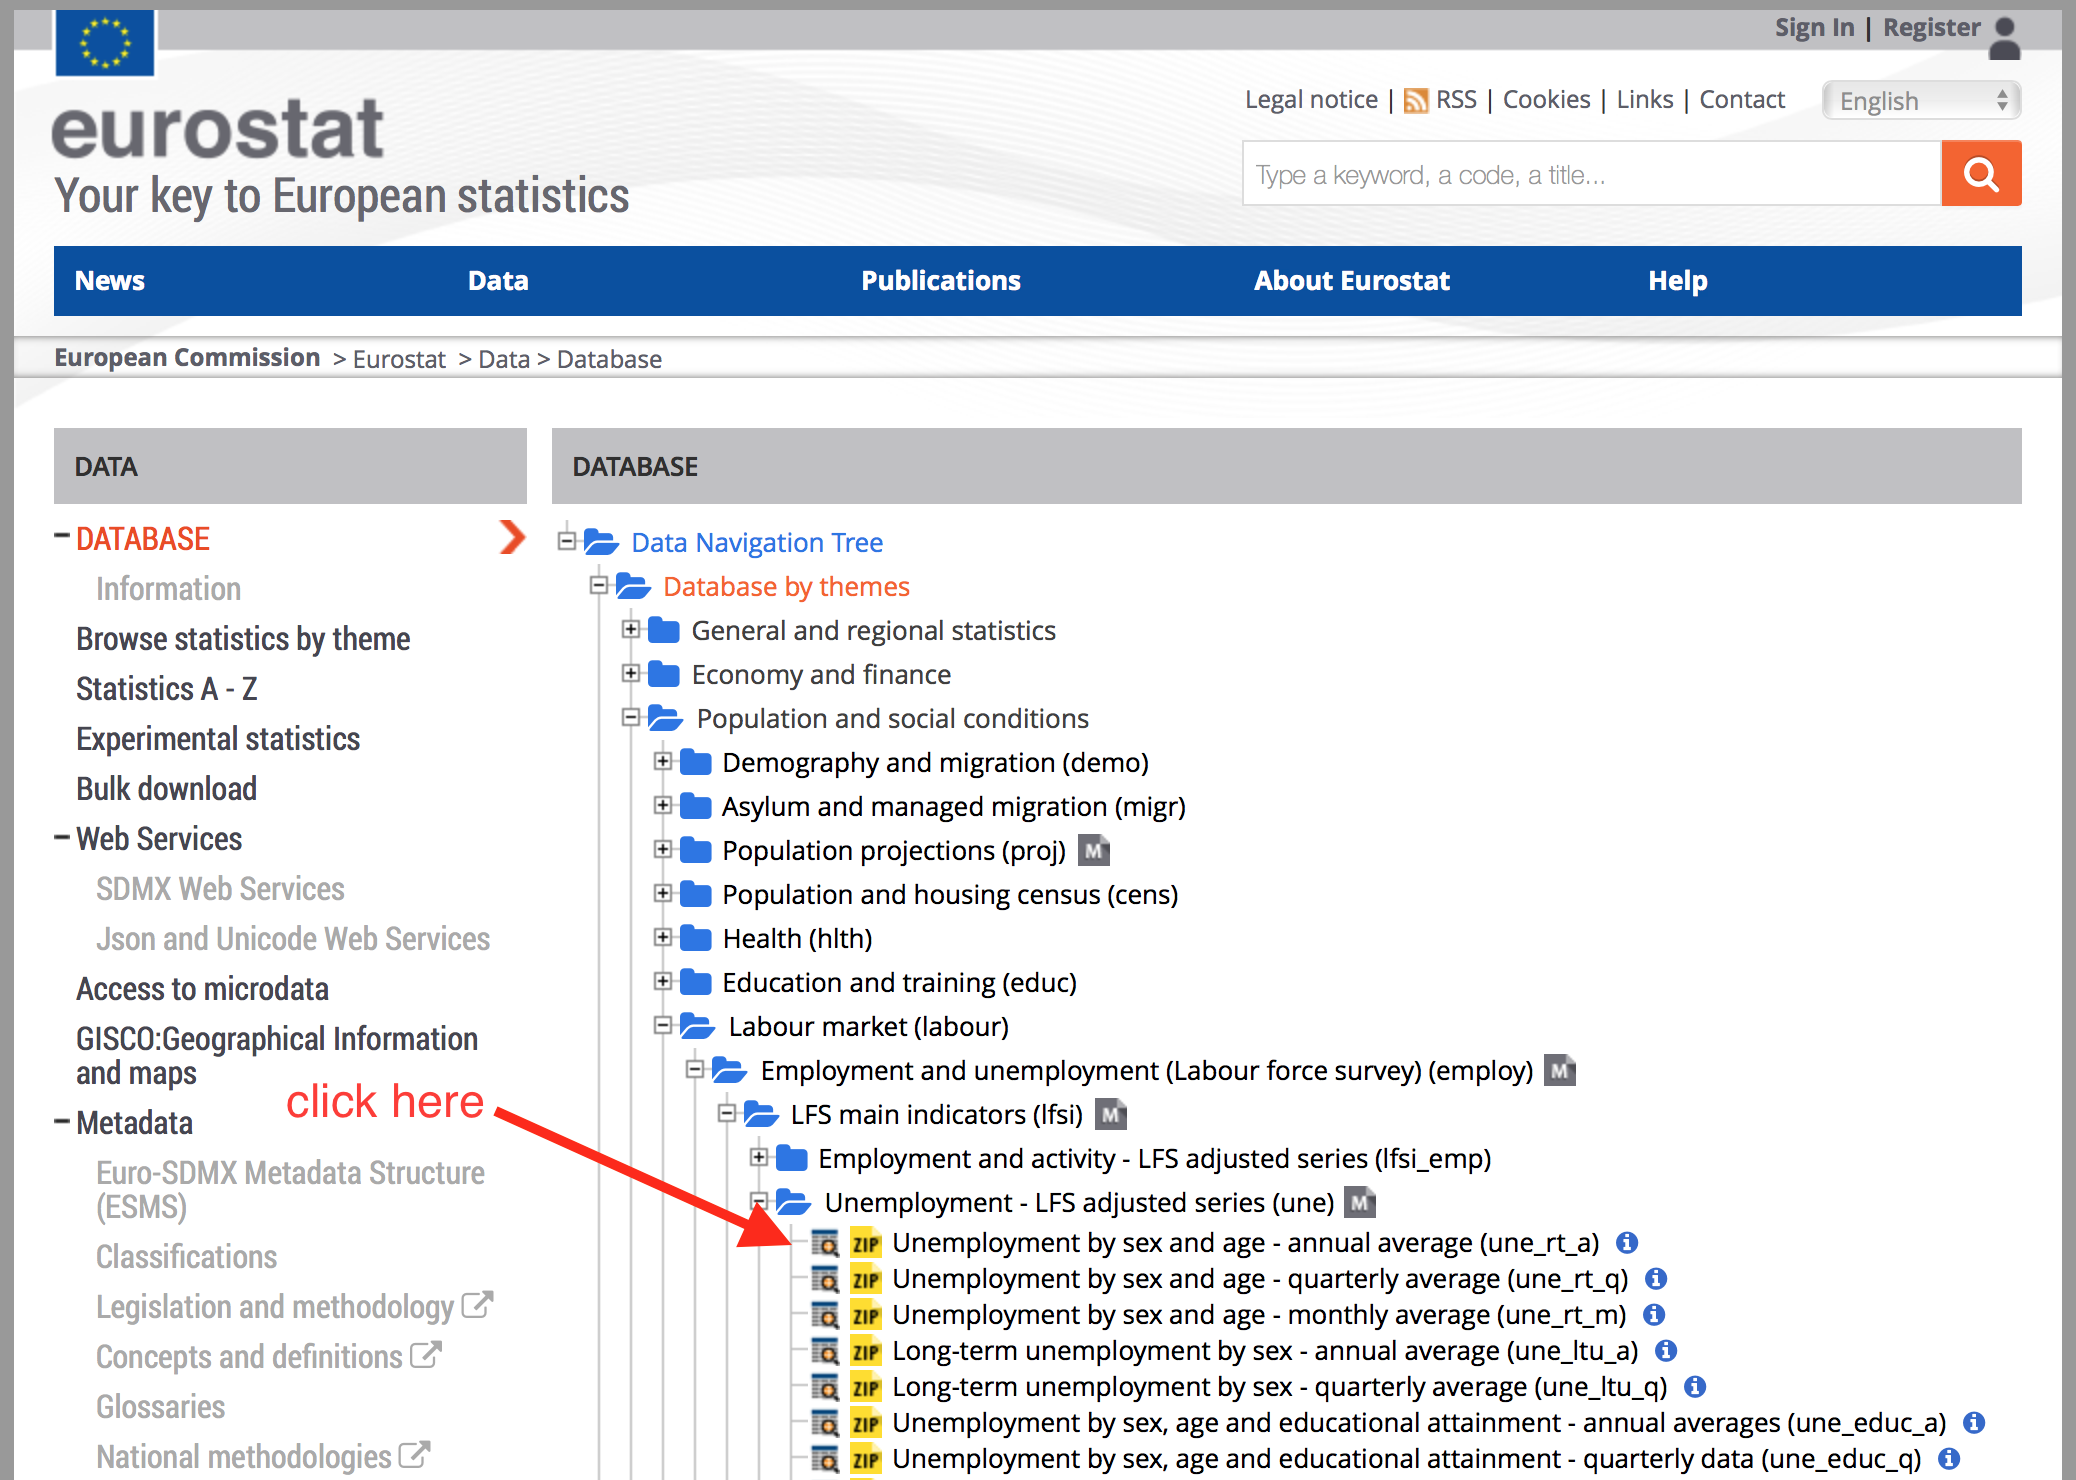 Sign In | Register
Legal notice | RSS | Cookies | Links | Contact
English
eurostat
Your key to European statistics
Type a keyword, a code, a title...
News Data Publications About Eurostat Help
European Commission > Eurostat > Data > Database
DATA
DATABASE
Information
Browse statistics by theme
Statistics A - Z
Experimental statistics
Bulk download
Web Services
SDMX Web Services
Json and Unicode Web Services
Access to microdata
GISCO:Geographical Information
and maps
click here
Metadata
Euro-SDMX Metadata Structure
(ESMS)
Classifications
Legislation and methodology
Concepts and definitions
Glossaries
National methodologies
DATABASE
Data Navigation Tree
Database by themes
General and regional statistics
Economy and finance
Population and social conditions
Demography and migration (demo)
Asylum and managed migration (migr)
Population projections (proj) M
Population and housing census (cens)
Health (hlth)
Education and training (educ)
Labour market (labour)
Employment and unemployment (Labour force survey) (employ) M
LFS main indicators (lfsi) M
Employment and activity - LFS adjusted series (lfsi_emp)
Unemployment - LFS adjusted series (une) M
ZIP Unemployment by sex and age - annual average (une_rt_a) i
ZIP Unemployment by sex and age - quarterly average (une_rt_q) i
ZIP Unemployment by sex and age - monthly average (une_rt_m) i
ZIP Long-term unemployment by sex - annual average (une_ltu_a) i
ZIP Long-term unemployment by sex - quarterly average (une_ltu_q) i
ZIP Unemployment by sex, age and educational attainment - annual averages (une_educ_a) i
ZIP Unemployment by sex, age and educational attainment - quarterly data (une_educ_q) i